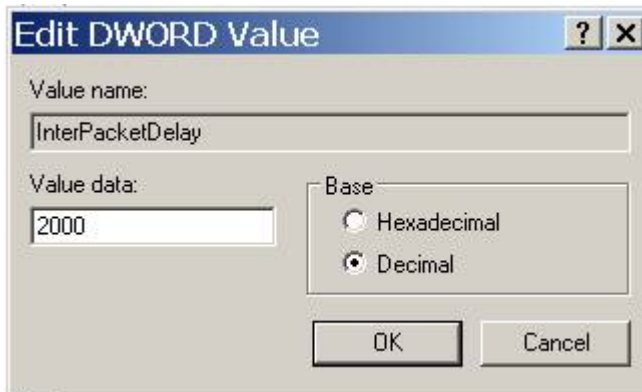 Edit DWORD Value
Value name:
InterPacketDelay
Value data:
2000
Base
Hexadecimal
Decimal
OK
Cancel